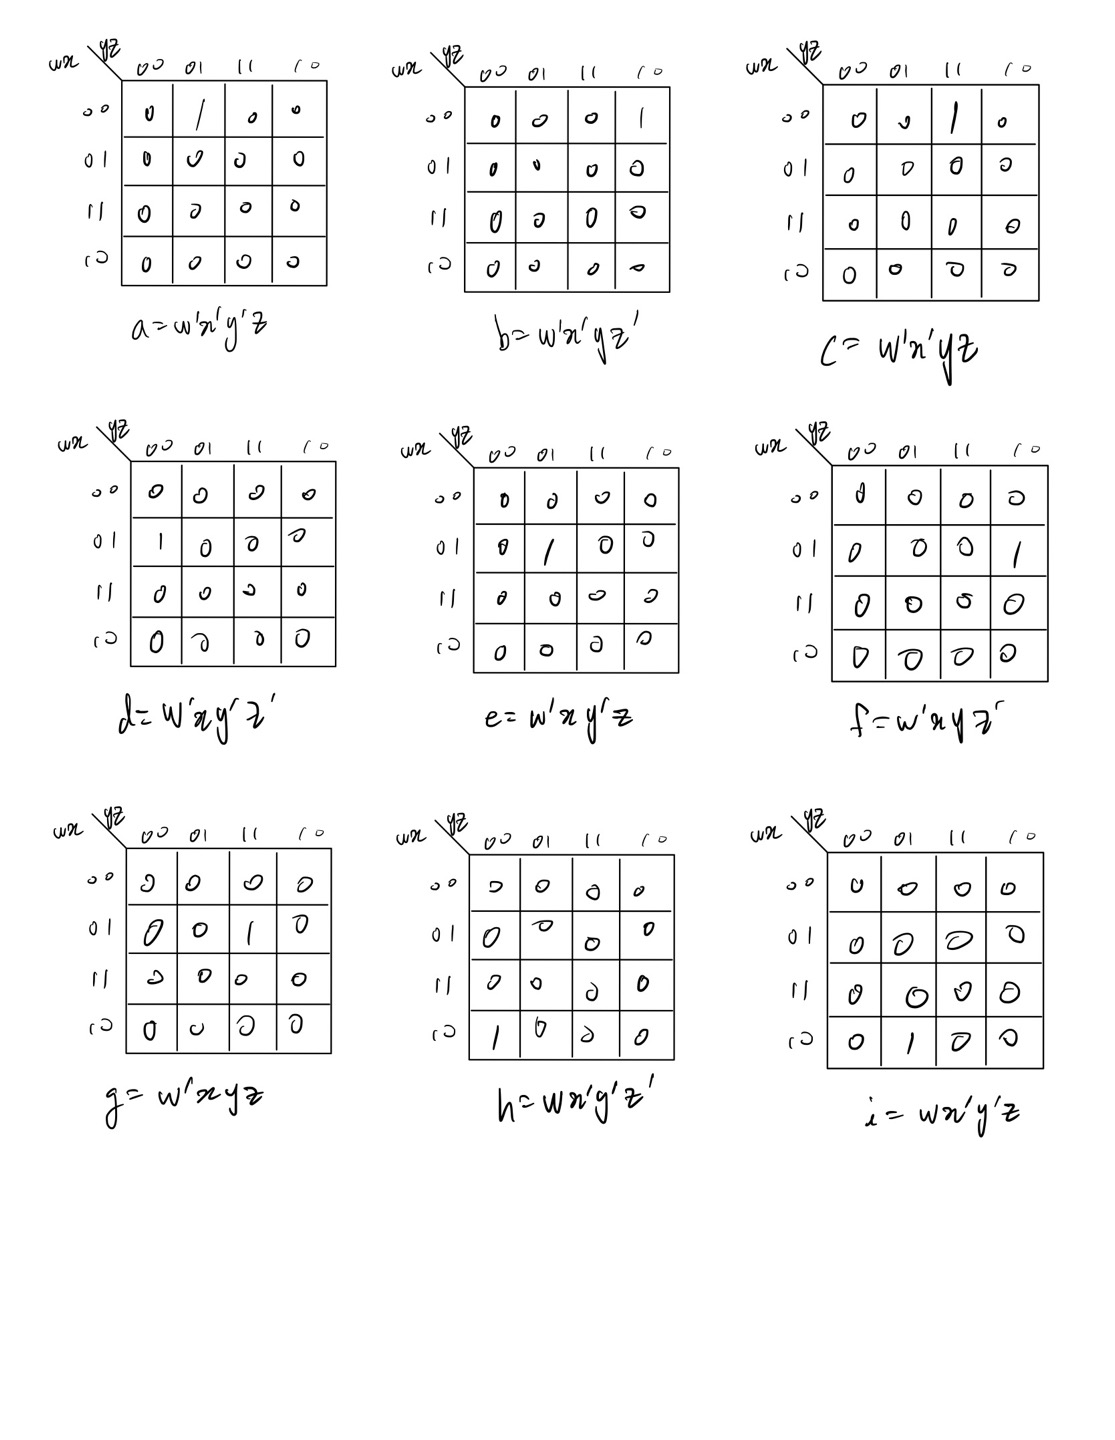 wx yz 00 01 11 10
00 0 1 0 0
01 0 0 0 0
11 0 0 0 0
10 0 0 0 0
a=w'x'y'z
wx yz 00 01 11 10
00 0 0 0 1
01 0 0 0 0
11 0 0 0 0
10 0 0 0 0
b=w'x'yz'
wx yz 00 01 11 10
00 0 0 1 0
01 0 0 0 0
11 0 0 0 0
10 0 0 0 0
c= w'x'yz
wx yz 00 01 11 10
00 0 0 0 0
01 1 0 0 0
11 0 0 0 0
10 0 0 0 0
d=w'xy'z'
wx yz 00 01 11 10
00 0 0 0 0
01 0 1 0 0
11 0 0 0 0
10 0 0 0 0
e=w'xy'z
wx yz 00 01 11 10
00 0 0 0 0
01 0 0 0 1
11 0 0 0 0
10 0 0 0 0
f=w'xyz'
wx yz 00 01 11 10
00 0 0 0 0
01 0 0 1 0
11 0 0 0 0
10 0 0 0 0
g= w'xyz
wx yz 00 01 11 10
00 0 0 0 0
01 0 0 0 0
11 0 0 0 0
10 1 0 0 0
h=wx'y'z'
wx yz 00 01 11 10
00 0 0 0 0
01 0 0 0 0
11 0 0 0 0
10 0 1 0 0
i= wx'y'z